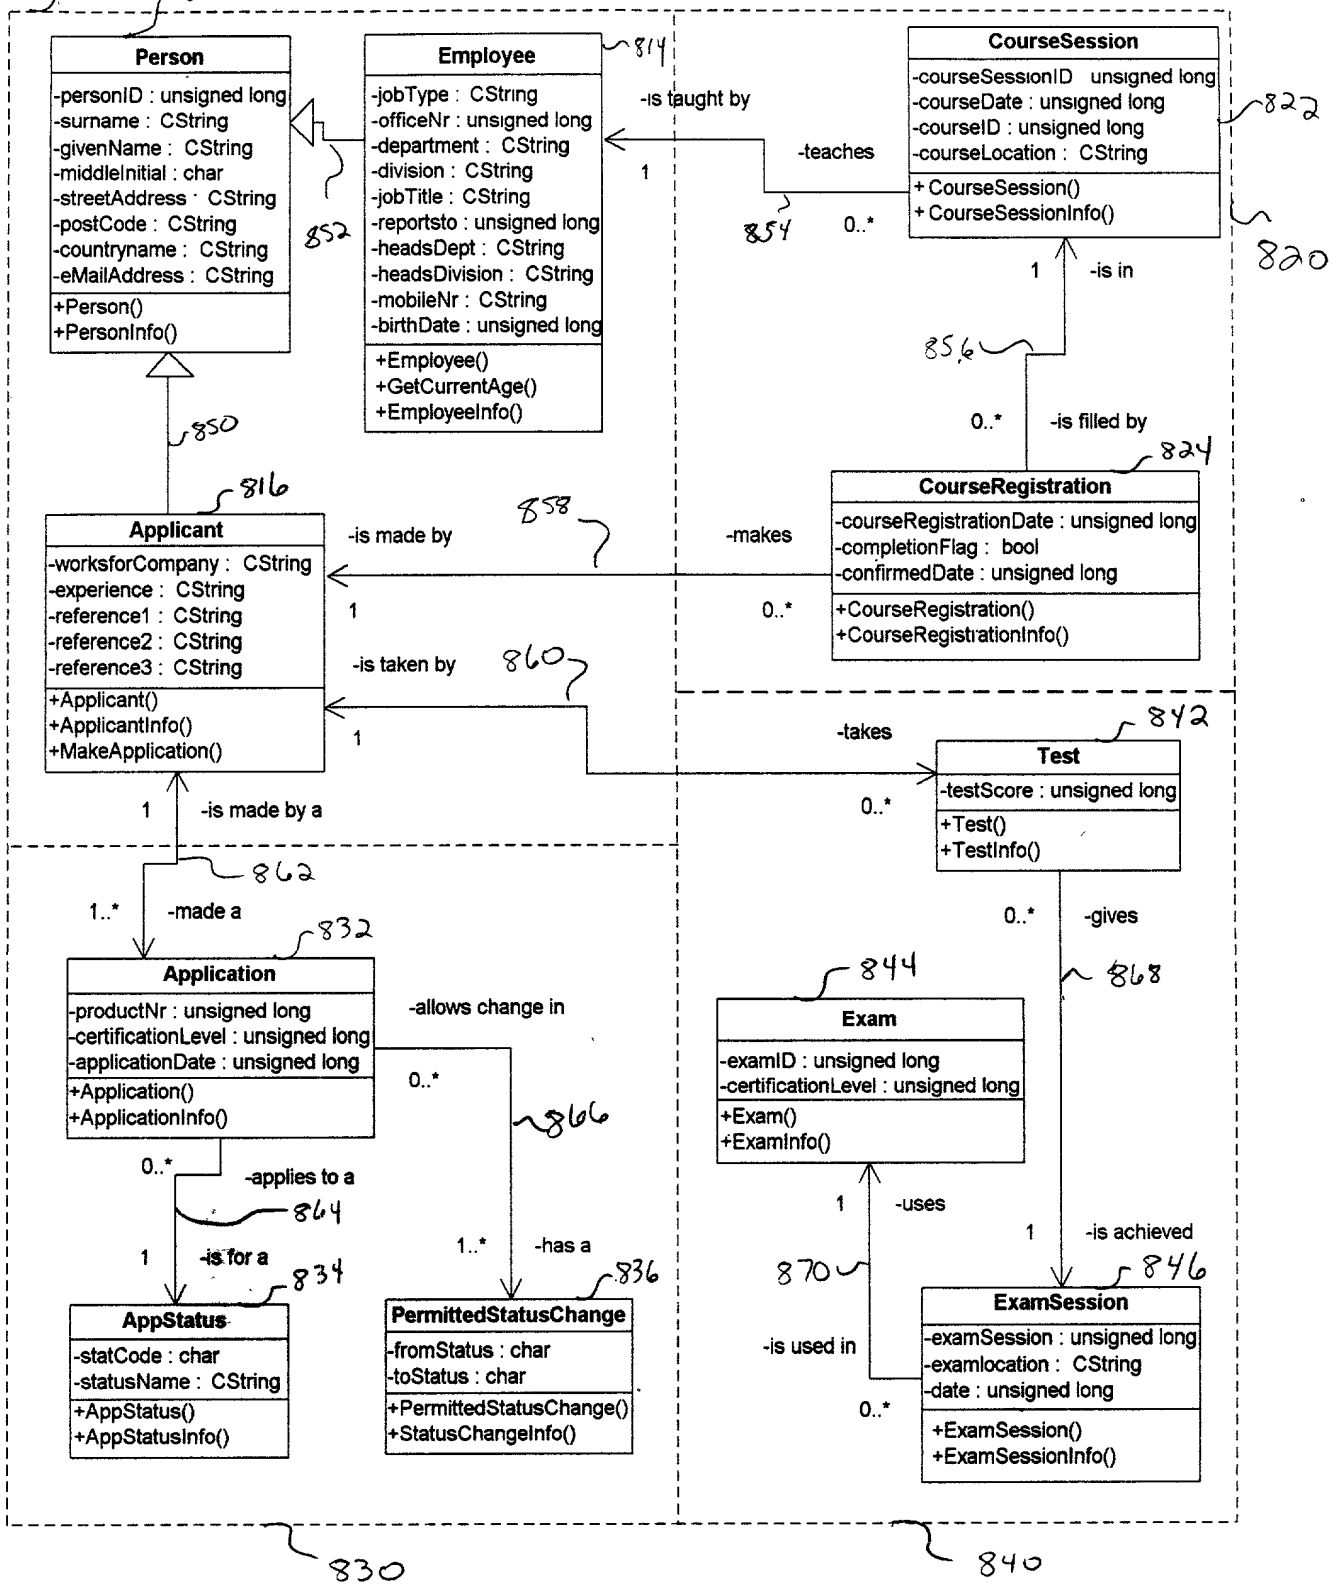 Person
-personID : unsigned long
-surname : CString
-givenName : CString
-middleInitial : char
-streetAddress : CString
-postCode : CString
-countryname : CString
-eMailAddress : CString
+Person()
+PersonInfo()
Employee
814
-jobType : CString
-officeNr : unsigned long
-department : CString
-division : CString
-jobTitle : CString
-reportsto : unsigned long
-headsDept : CString
-headsDivision : CString
-mobileNr : CString
-birthDate : unsigned long
+Employee()
+GetCurrentAge()
+EmployeeInfo()
852
-is taught by
1
-teaches
0..*
854
CourseSession
-courseSessionID unsigned long
-courseDate : unsigned long
-courseID : unsigned long
-courseLocation : CString
+ CourseSession()
+ CourseSessionInfo()
822
820
1
-is in
856
0..*
-is filled by
824
850
816
Applicant
-worksforCompany : CString
-experience : CString
-reference1 : CString
-reference2 : CString
-reference3 : CString
+Applicant()
+ApplicantInfo()
+MakeApplication()
-is made by
858
-makes
1
0..*
CourseRegistration
-courseRegistrationDate : unsigned long
-completionFlag : bool
-confirmedDate : unsigned long
+CourseRegistration()
+CourseRegistrationInfo()
-is taken by
860
1
-takes
0..*
842
Test
-testScore : unsigned long
+Test()
+TestInfo()
1
-is made by a
862
1..*
-made a
832
Application
-productNr : unsigned long
-certificationLevel : unsigned long
-applicationDate : unsigned long
+Application()
+ApplicationInfo()
-allows change in
0..*
866
0..*
-gives
868
844
Exam
-examID : unsigned long
-certificationLevel : unsigned long
+Exam()
+ExamInfo()
0..*
-applies to a
864
1
-is for a
834
1..*
-has a
836
1
-uses
870
1
-is achieved
846
AppStatus
-statCode : char
-statusName : CString
+AppStatus()
+AppStatusInfo()
PermittedStatusChange
-fromStatus : char
-toStatus : char
+PermittedStatusChange()
+StatusChangeInfo()
-is used in
0..*
ExamSession
-examSession : unsigned long
-examlocation : CString
-date : unsigned long
+ExamSession()
+ExamSessionInfo()
830
840